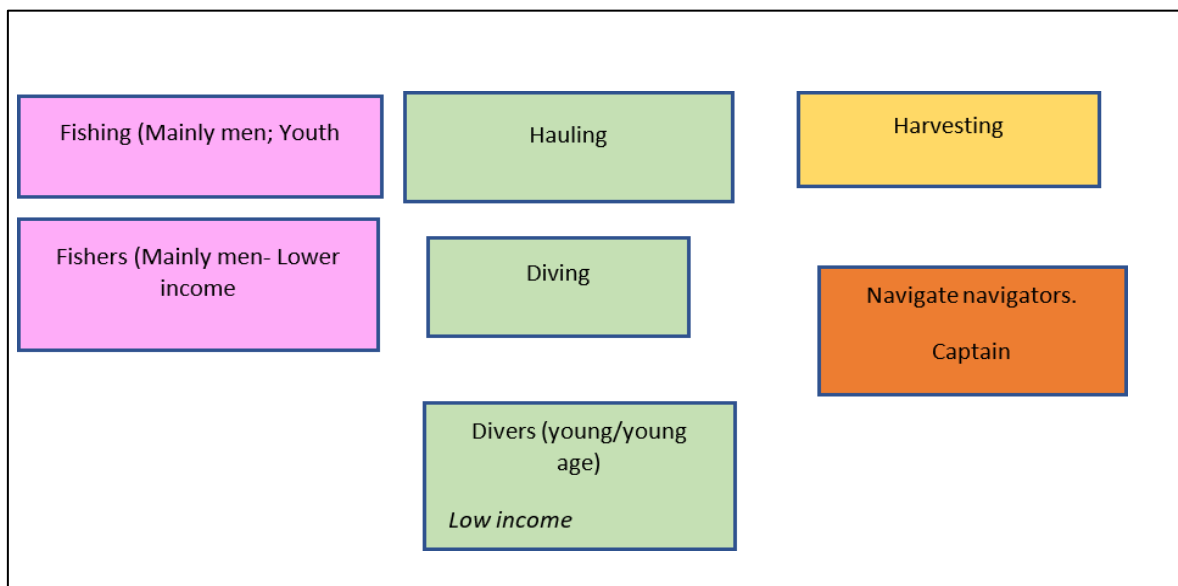 Fishing (Mainly men; Youth
Hauling
Harvesting
Fishers (Mainly men- Lower
income
Diving
Navigate navigators.
Captain
Divers (young/young
age)
Low income